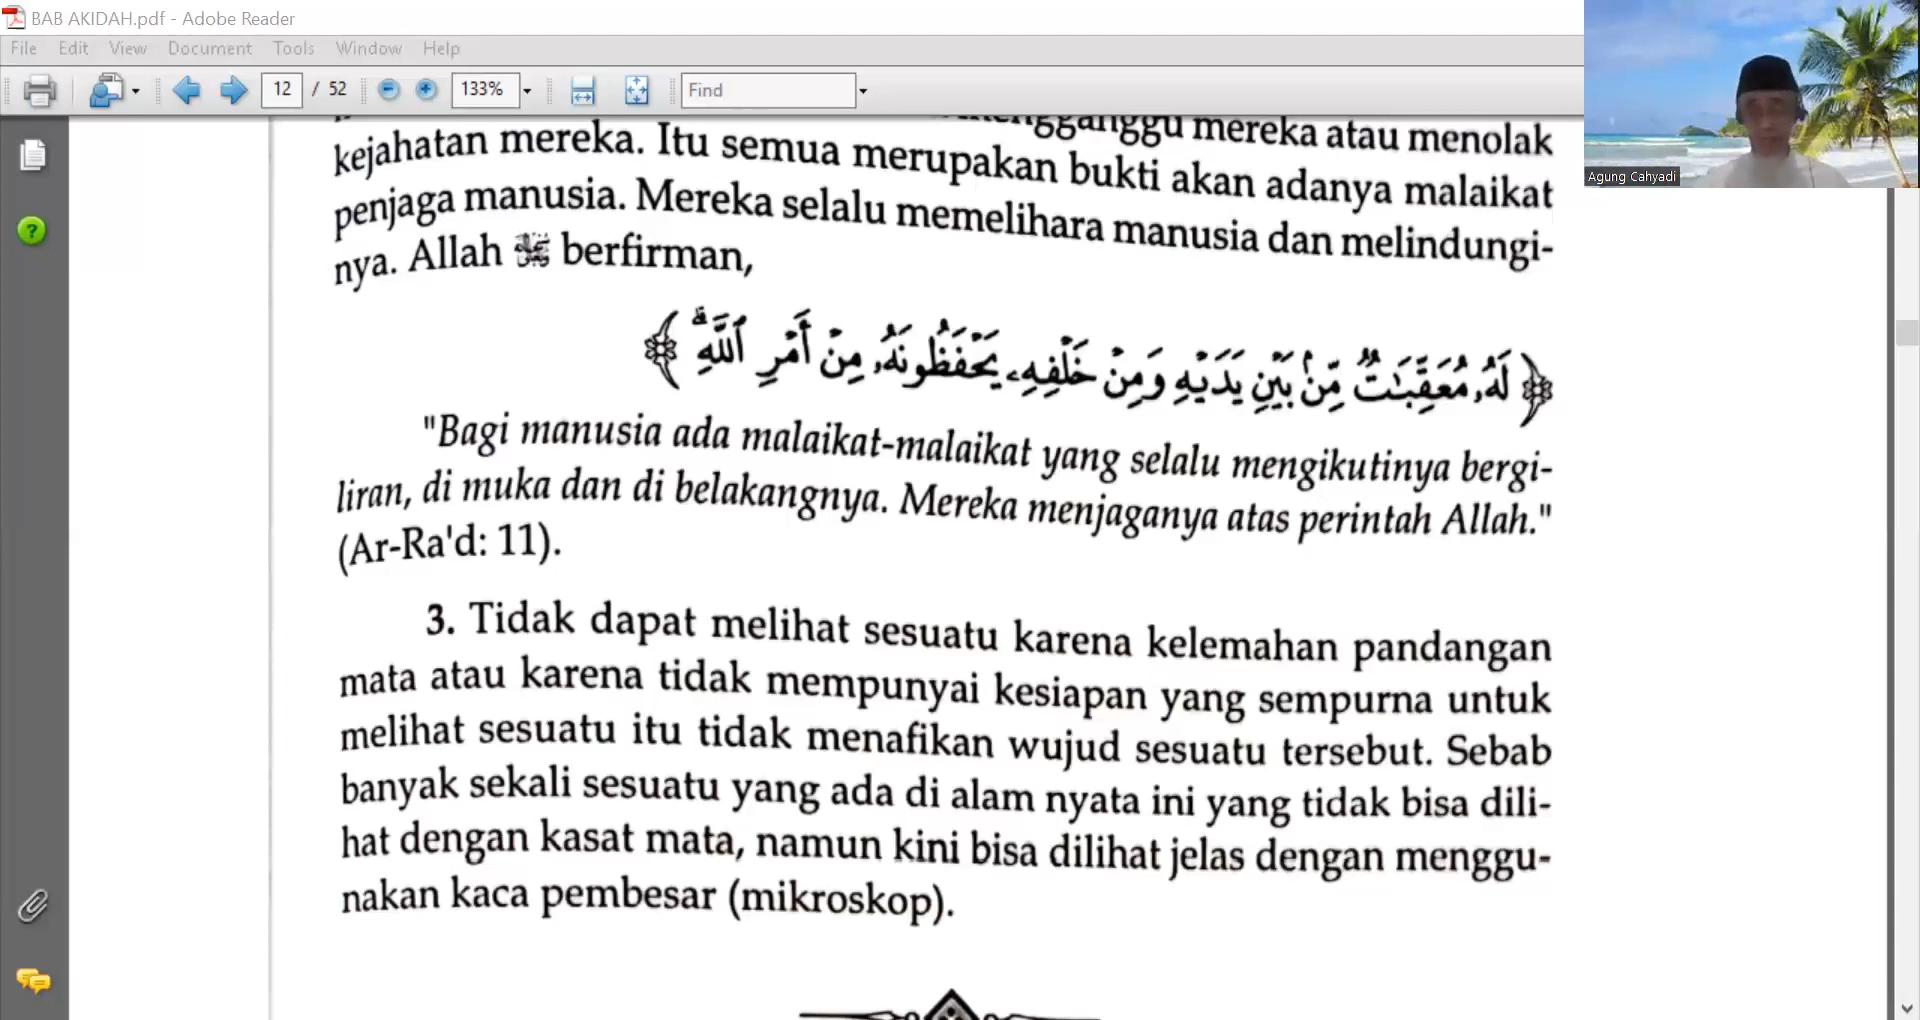 BAB AKIDAH.pdf - Adobe Reader
File Edit View Document Tools Window Help
12 / 52 133% Find
Agung Cahyadi
mengganggu mereka atau menolak
kejahatan mereka. Itu semua merupakan bukti akan adanya malaikat
penjaga manusia. Mereka selalu memelihara manusia dan melindungi-
nya. Allah berfirman,
﴿ لَهُۥ مُعَقِّبَٰتٌ مِّنۢ بَيْنِ يَدَيْهِ وَمِنْ خَلْفِهِۦ يَحْفَظُونَهُۥ مِنْ أَمْرِ ٱللَّهِ ۗ ﴾
"Bagi manusia ada malaikat-malaikat yang selalu mengikutinya bergi-
liran, di muka dan di belakangnya. Mereka menjaganya atas perintah Allah."
(Ar-Ra'd: 11).
3. Tidak dapat melihat sesuatu karena kelemahan pandangan
mata atau karena tidak mempunyai kesiapan yang sempurna untuk
melihat sesuatu itu tidak menafikan wujud sesuatu tersebut. Sebab
banyak sekali sesuatu yang ada di alam nyata ini yang tidak bisa dili-
hat dengan kasat mata, namun kini bisa dilihat jelas dengan menggu-
nakan kaca pembesar (mikroskop).